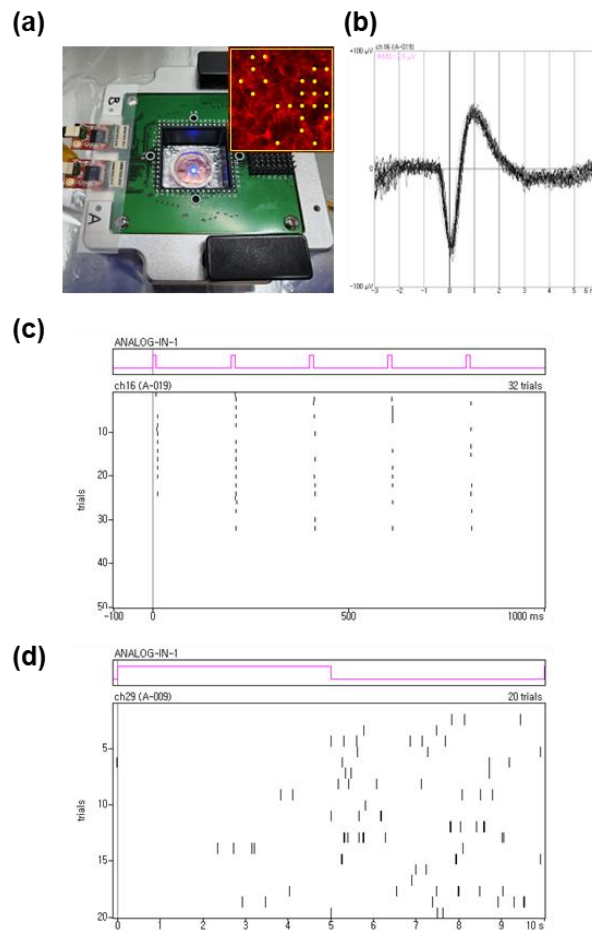 (a)
B
A
(b)
+100 µV
ch16 (A-019)
0
-100 µV
-3 -2 -1 0 1 2 3 4 5 6
(c)
ANALOG-IN-1
ch16 (A-019) 32 trials
10
20
30
40
50
trials
-100 0 500 1000 ms
(d)
ANALOG-IN-1
ch29 (A-009) 20 trials
5
10
15
20
trials
0 1 2 3 4 5 6 7 8 9 10 s